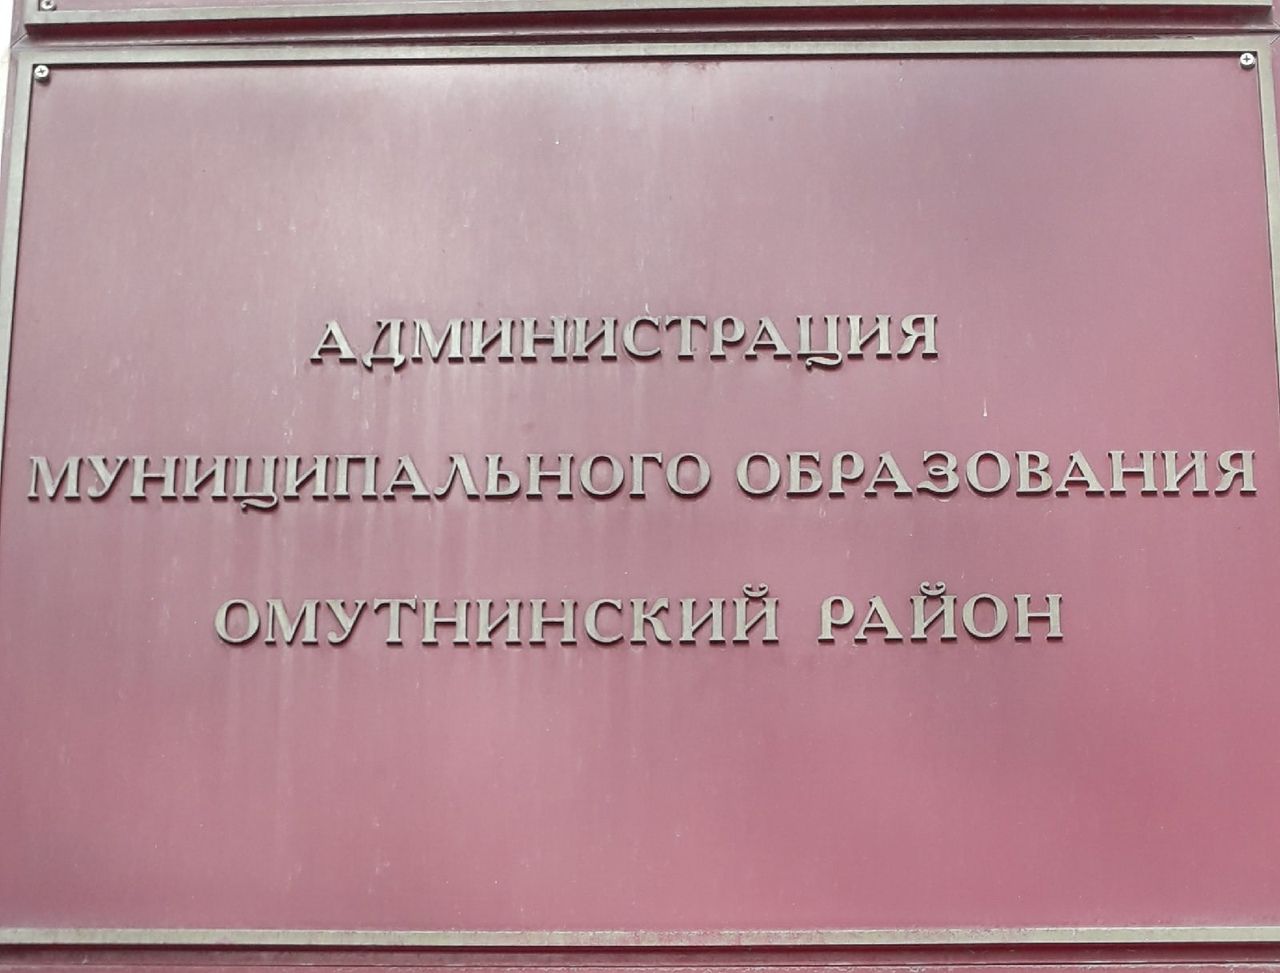 АДМИНИСТРАЦИЯ
МУНИЦИПАЛЬНОГО ОБРАЗОВАНИЯ
ОМУТНИНСКИЙ РАЙОН